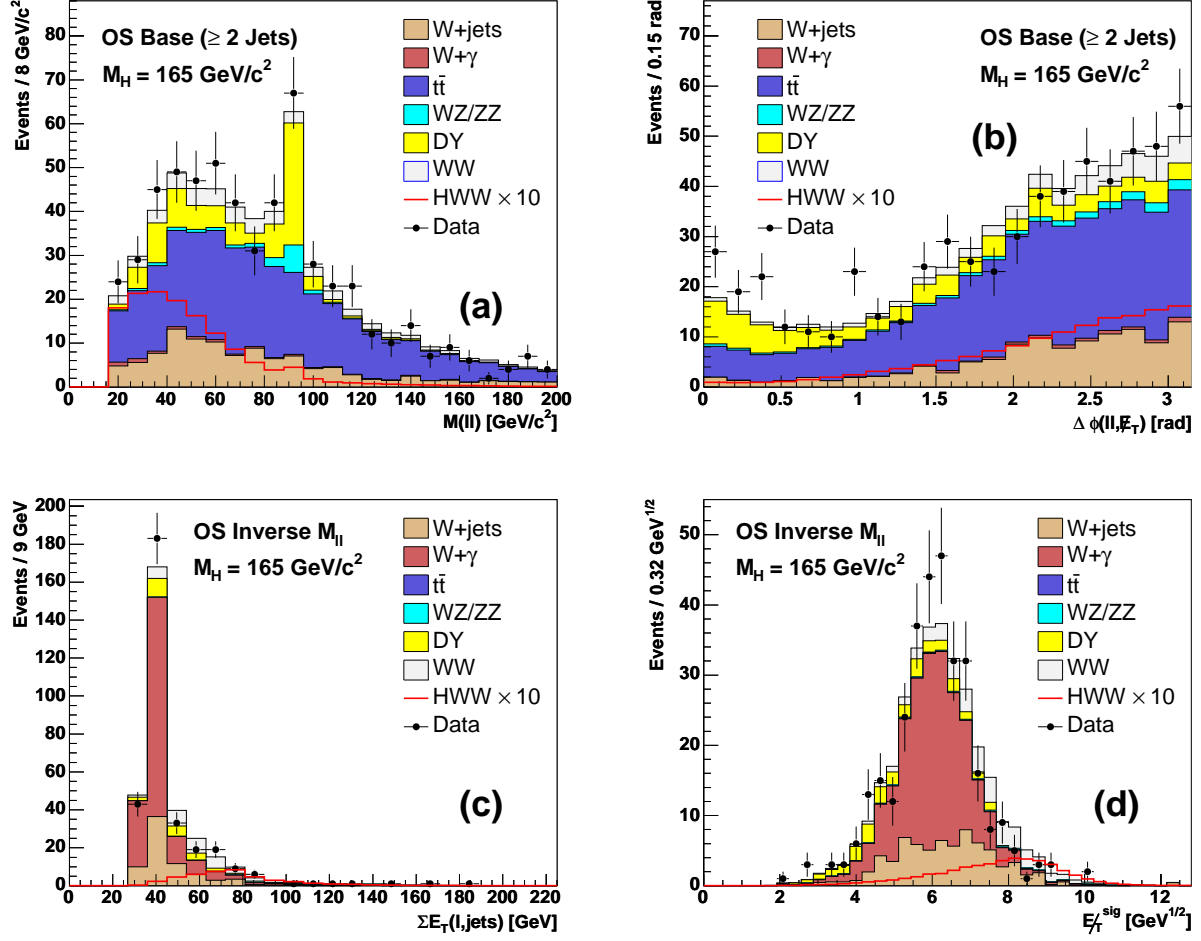 Events / 8 GeV/c²
OS Base (≥ 2 Jets)
M_H = 165 GeV/c²
W+jets
W+γ
tt̄
WZ/ZZ
DY
WW
HWW × 10
Data
(a)
80
70
60
50
40
30
20
10
0
0 20 40 60 80 100 120 140 160 180 200
M(ll) [GeV/c²]
Events / 0.15 rad
OS Base (≥ 2 Jets)
M_H = 165 GeV/c²
W+jets
W+γ
tt̄
WZ/ZZ
DY
WW
HWW × 10
Data
(b)
70
60
50
40
30
20
10
0
0 0.5 1 1.5 2 2.5 3
Δ φ(ll,E̸_T) [rad]
Events / 9 GeV
OS Inverse M_ll
M_H = 165 GeV/c²
W+jets
W+γ
tt̄
WZ/ZZ
DY
WW
HWW × 10
Data
(c)
200
180
160
140
120
100
80
60
40
20
0
0 20 40 60 80 100 120 140 160 180 200 220
ΣE_T(l,jets) [GeV]
Events / 0.32 GeV^1/2
OS Inverse M_ll
M_H = 165 GeV/c²
W+jets
W+γ
tt̄
WZ/ZZ
DY
WW
HWW × 10
Data
(d)
50
40
30
20
10
0
0 2 4 6 8 10 12
E̸_T^sig [GeV^1/2]